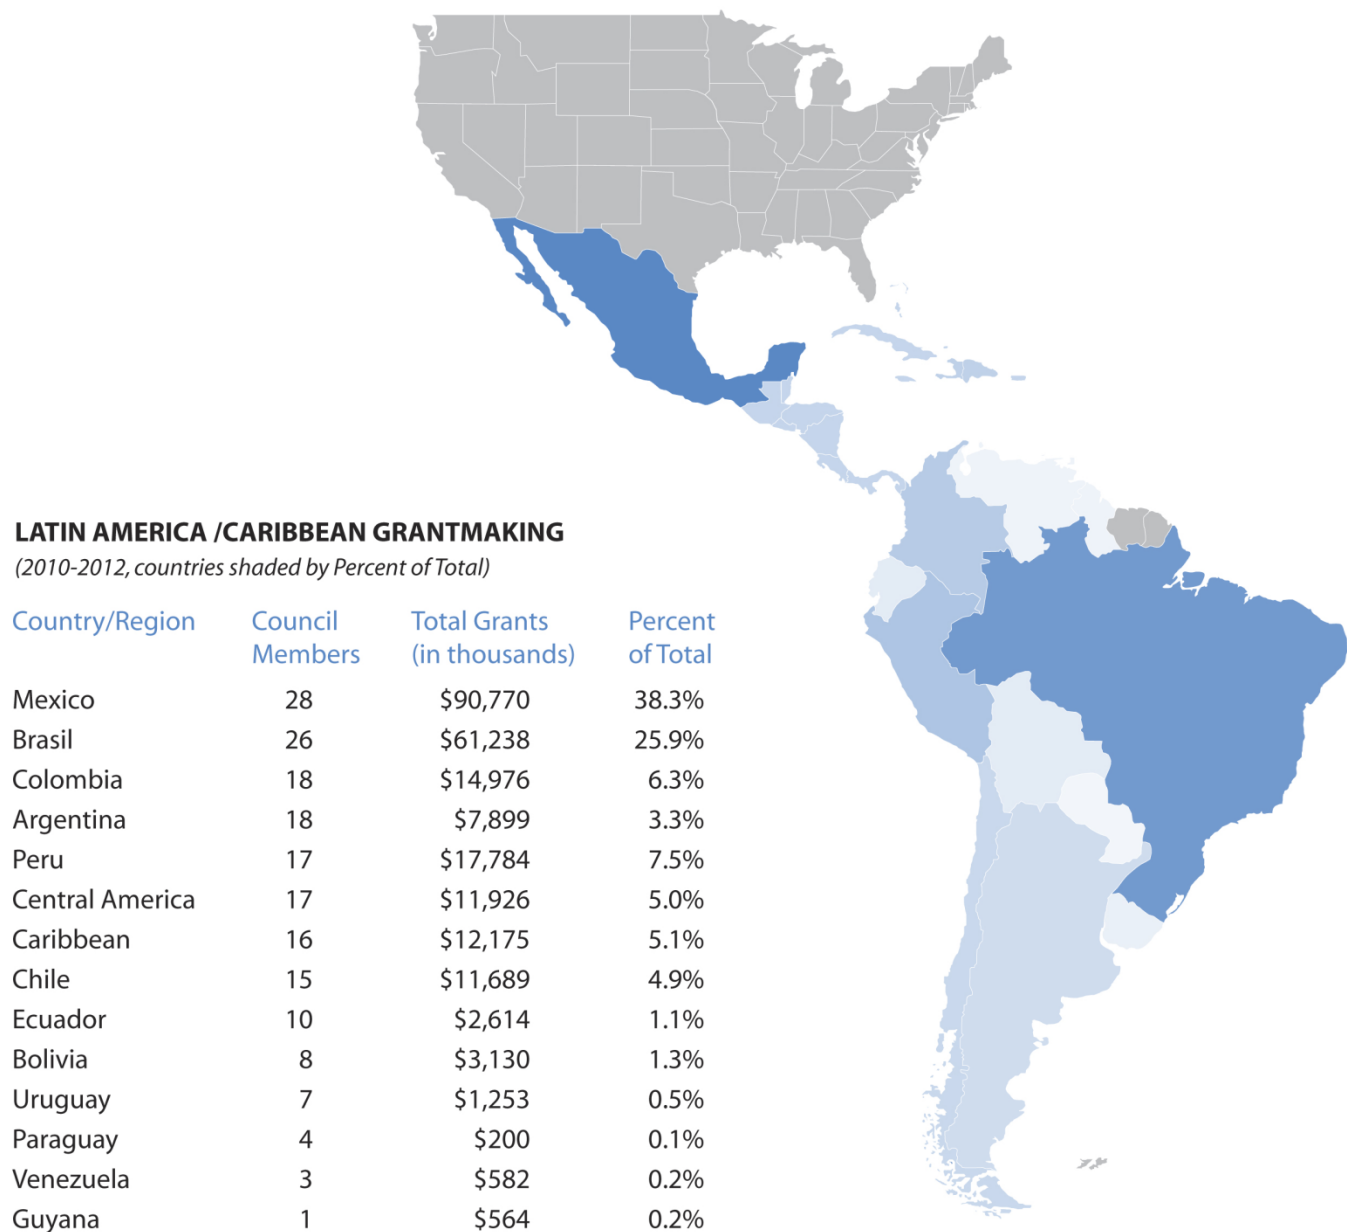 LATIN AMERICA /CARIBBEAN GRANTMAKING
(2010-2012, countries shaded by Percent of Total)
Country/Region Council Total Grants Percent
Members (in thousands) of Total
Mexico 28 $90,770 38.3%
Brasil 26 $61,238 25.9%
Colombia 18 $14,976 6.3%
Argentina 18 $7,899 3.3%
Peru 17 $17,784 7.5%
Central America 17 $11,926 5.0%
Caribbean 16 $12,175 5.1%
Chile 15 $11,689 4.9%
Ecuador 10 $2,614 1.1%
Bolivia 8 $3,130 1.3%
Uruguay 7 $1,253 0.5%
Paraguay 4 $200 0.1%
Venezuela 3 $582 0.2%
Guyana 1 $564 0.2%